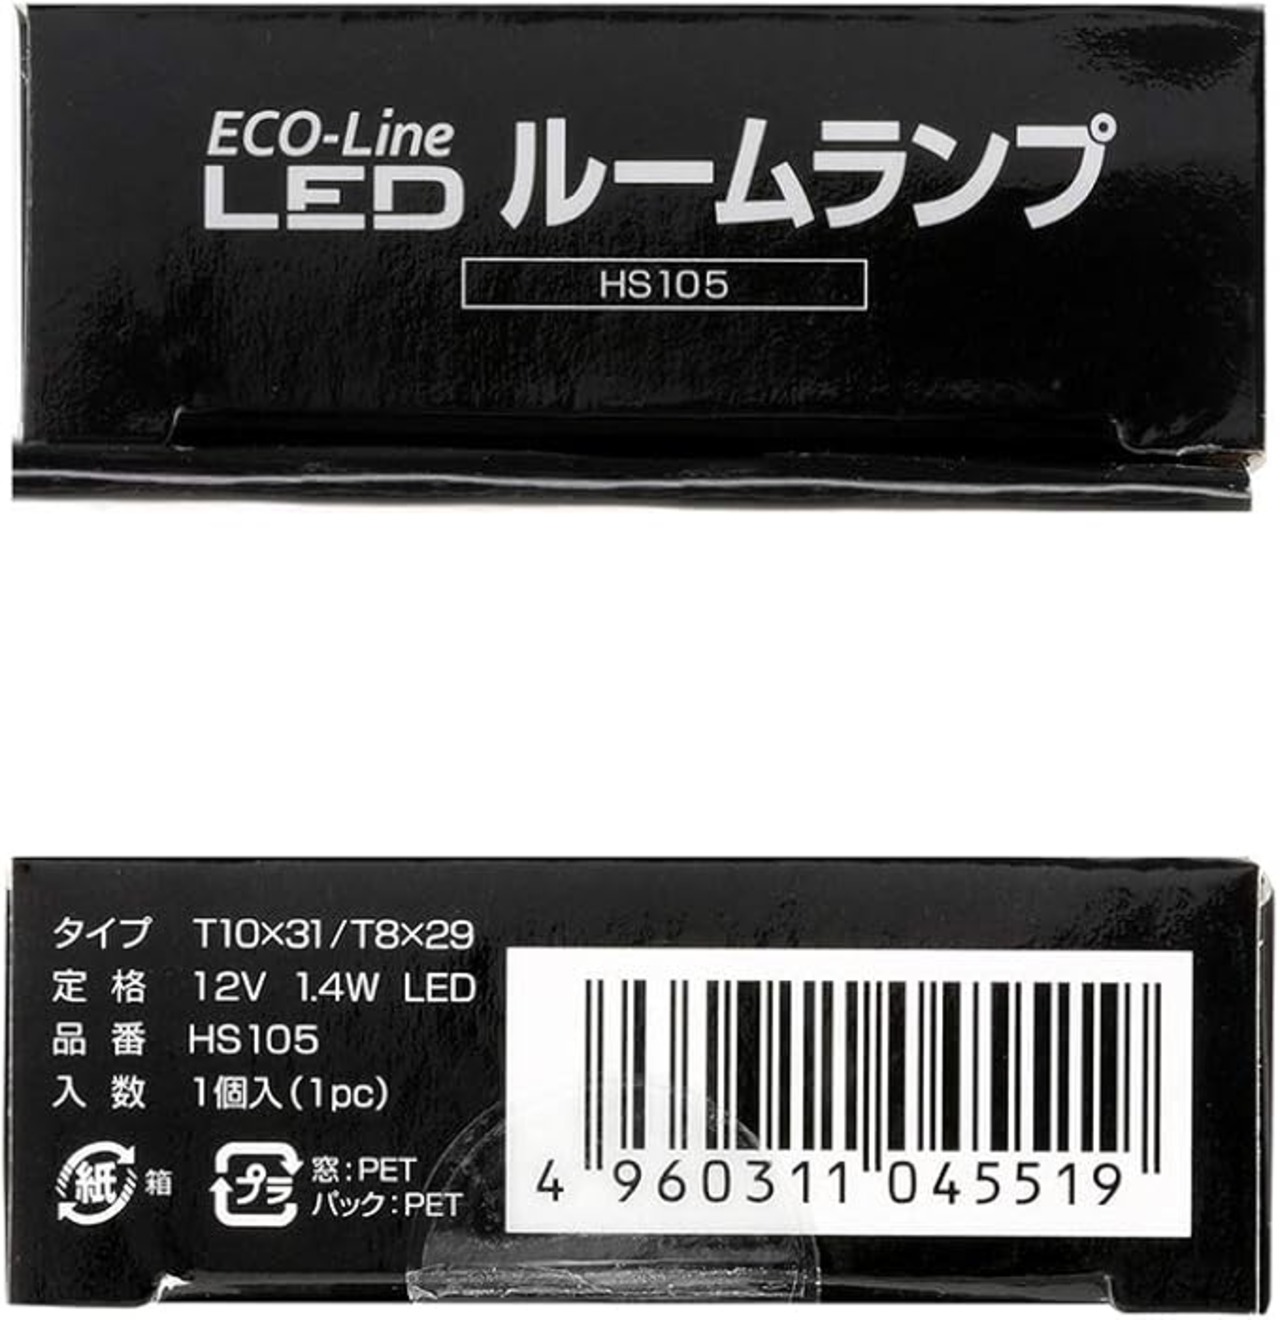 ECO-Line
LED ルームランプ
HS105
タイプ T10×31/T8×29
定格 12V 1.4W LED
品番 HS105
入数 1個入(1pc)
紙 箱
プラ 窓:PET
パック:PET
4 960311 045519